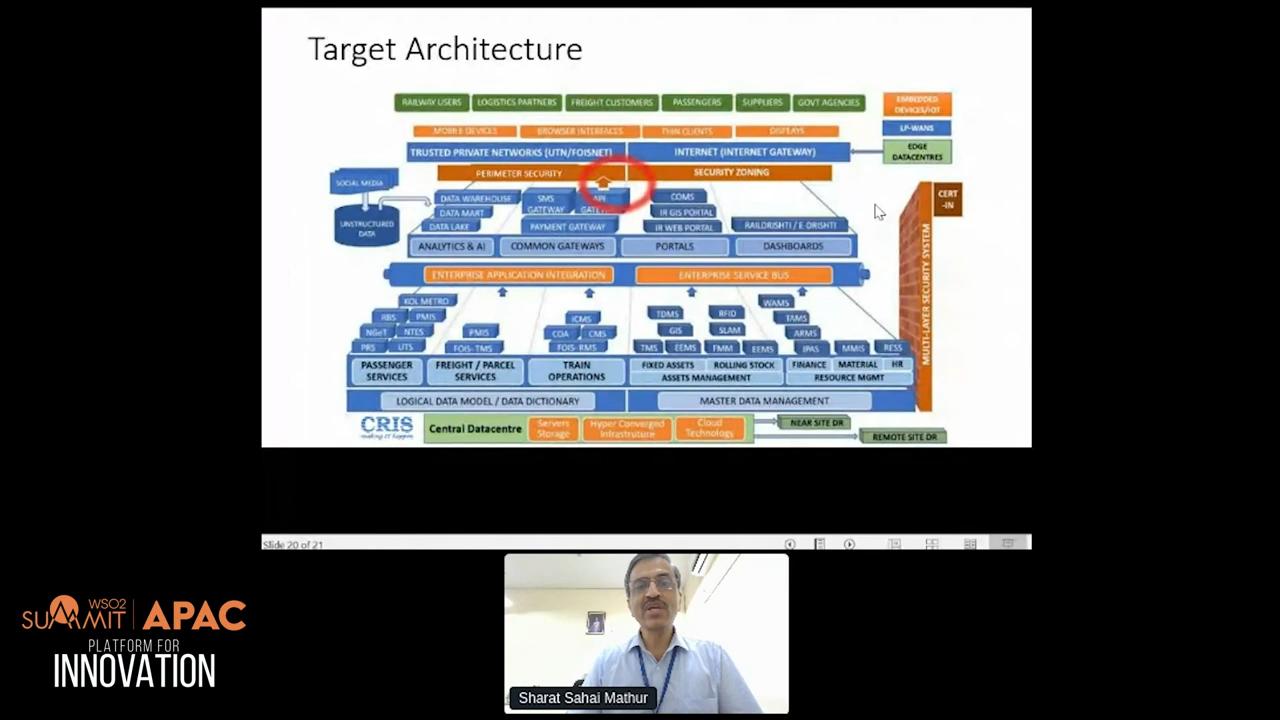 Target Architecture
RAILWAY USERS
LOGISTICS PARTNERS
FREIGHT CUSTOMERS
PASSENGERS
SUPPLIERS
GOVT AGENCIES
EMBEDDED
DEVICES/IOT
MOBILE DEVICES
BROWSER INTERFACES
THIN CLIENTS
DISPLAYS
LP-WANS
TRUSTED PRIVATE NETWORKS (UTN/FOISNET)
INTERNET (INTERNET GATEWAY)
EDGE
DATACENTRES
PERIMETER SECURITY
SECURITY ZONING
SOCIAL MEDIA
UNSTRUCTURED
DATA
DATA WAREHOUSE
DATA MART
DATA LAKE
SMS
GATEWAY
API
GATEWAY
PAYMENT GATEWAY
COMS
IR GIS PORTAL
IR WEB PORTAL
RAILDRISHTI / E-DRISHTI
CERT
-IN
ANALYTICS & AI
COMMON GATEWAYS
PORTALS
DASHBOARDS
ENTERPRISE APPLICATION INTEGRATION
ENTERPRISE SERVICE BUS
MULTI-LAYER SECURITY SYSTEM
KOL METRO
RBS
PMIS
NGeT
NTES
PRS
UTS
PMIS
FOIS- TMS
ICMS
COA
CMS
FOIS- RMS
TDMS
GIS
TMS
EEMS
RFID
SLAM
FMM
EEMS
WAMS
TAMS
ARMS
IPAS
MMIS
RESS
PASSENGER
SERVICES
FREIGHT / PARCEL
SERVICES
TRAIN
OPERATIONS
FIXED ASSETS
ROLLING STOCK
ASSETS MANAGEMENT
FINANCE
MATERIAL
HR
RESOURCE MGMT
LOGICAL DATA MODEL / DATA DICTIONARY
MASTER DATA MANAGEMENT
CRIS
making IT happen
Central Datacentre
Servers
Storage
Hyper Converged
Infrastruture
Cloud
Technology
NEAR SITE DR
REMOTE SITE DR
Slide 20 of 21
WSO2
SUMMIT
APAC
PLATFORM FOR
INNOVATION
Sharat Sahai Mathur